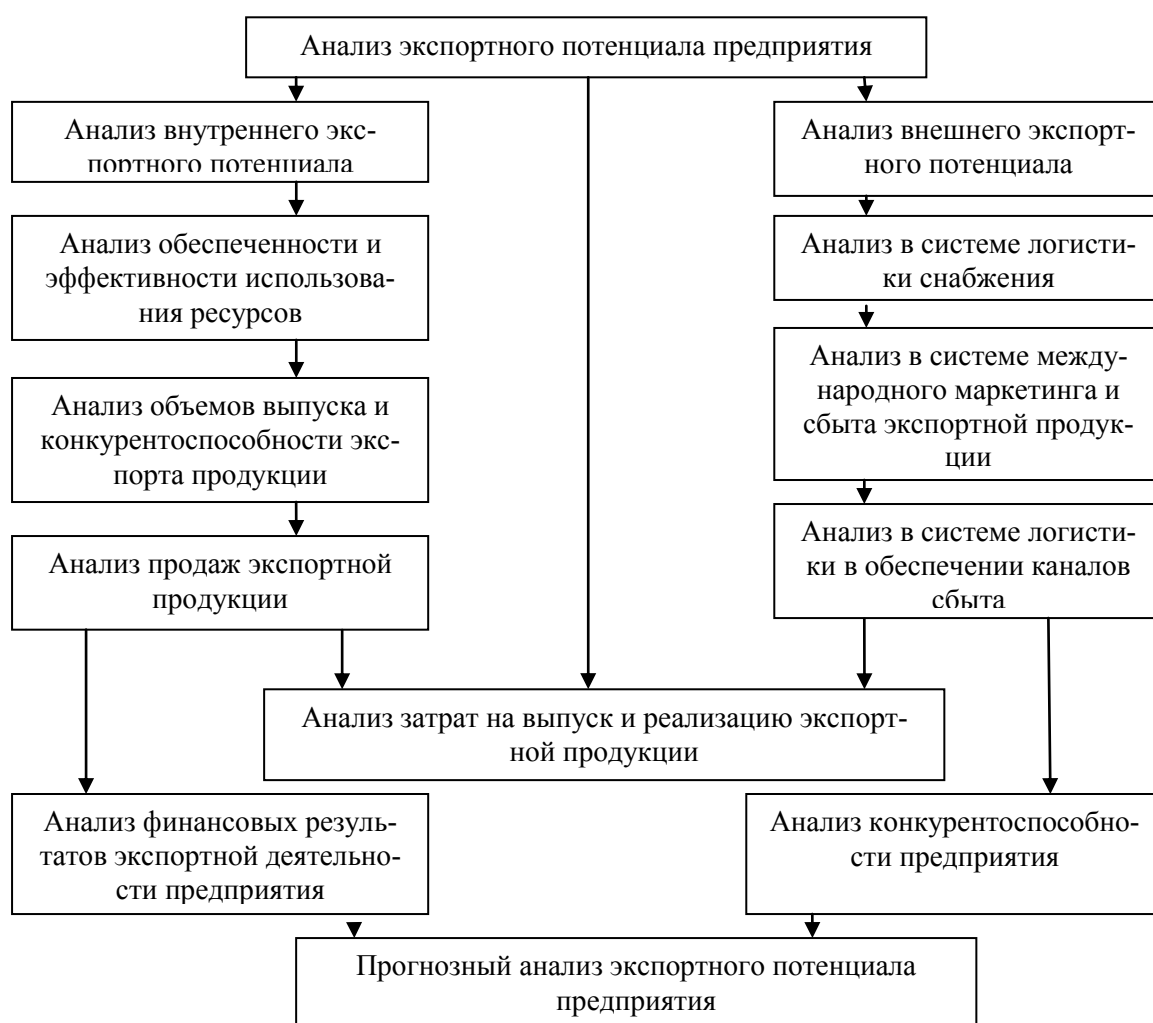 Анализ экспортного потенциала предприятия
Анализ внутреннего экс-
портного потенциала
Анализ внешнего экспорт-
ного потенциала
Анализ обеспеченности и
эффективности использова-
ния ресурсов
Анализ в системе логисти-
ки снабжения
Анализ объемов выпуска и
конкурентоспособности экс-
порта продукции
Анализ в системе между-
народного маркетинга и
сбыта экспортной продук-
ции
Анализ продаж экспортной
продукции
Анализ в системе логисти-
ки в обеспечении каналов
сбыта
Анализ затрат на выпуск и реализацию экспорт-
ной продукции
Анализ финансовых резуль-
татов экспортной деятельно-
сти предприятия
Анализ конкурентоспособно-
сти предприятия
Прогнозный анализ экспортного потенциала
предприятия